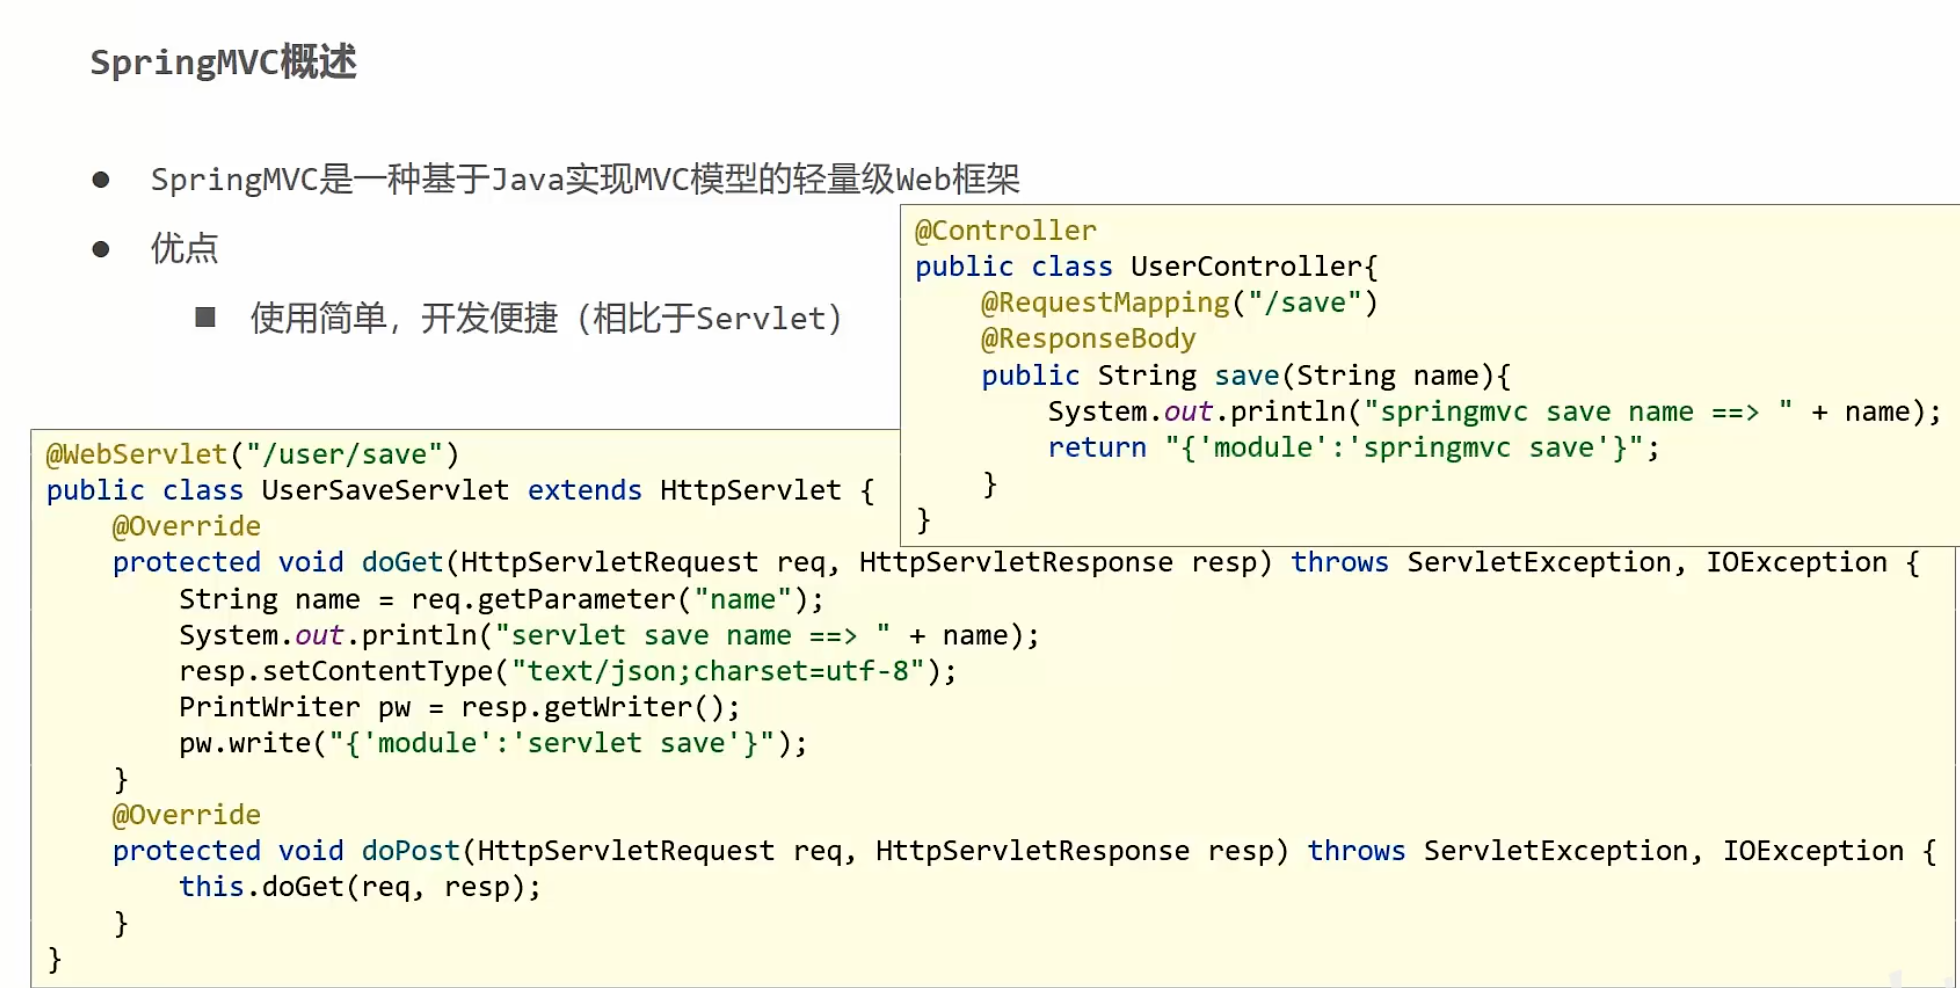 SpringMVC概述
● SpringMVC是一种基于Java实现MVC模型的轻量级Web框架
● 优点
■ 使用简单，开发便捷（相比于Servlet）
@Controller
public class UserController{
    @RequestMapping("/save")
    @ResponseBody
    public String save(String name){
        System.out.println("springmvc save name ==> " + name);
        return "{'module':'springmvc save'}";
    }
}
@WebServlet("/user/save")
public class UserSaveServlet extends HttpServlet {
    @Override
    protected void doGet(HttpServletRequest req, HttpServletResponse resp) throws ServletException, IOException {
        String name = req.getParameter("name");
        System.out.println("servlet save name ==> " + name);
        resp.setContentType("text/json;charset=utf-8");
        PrintWriter pw = resp.getWriter();
        pw.write("{'module':'servlet save'}");
    }
    @Override
    protected void doPost(HttpServletRequest req, HttpServletResponse resp) throws ServletException, IOException {
        this.doGet(req, resp);
    }
}